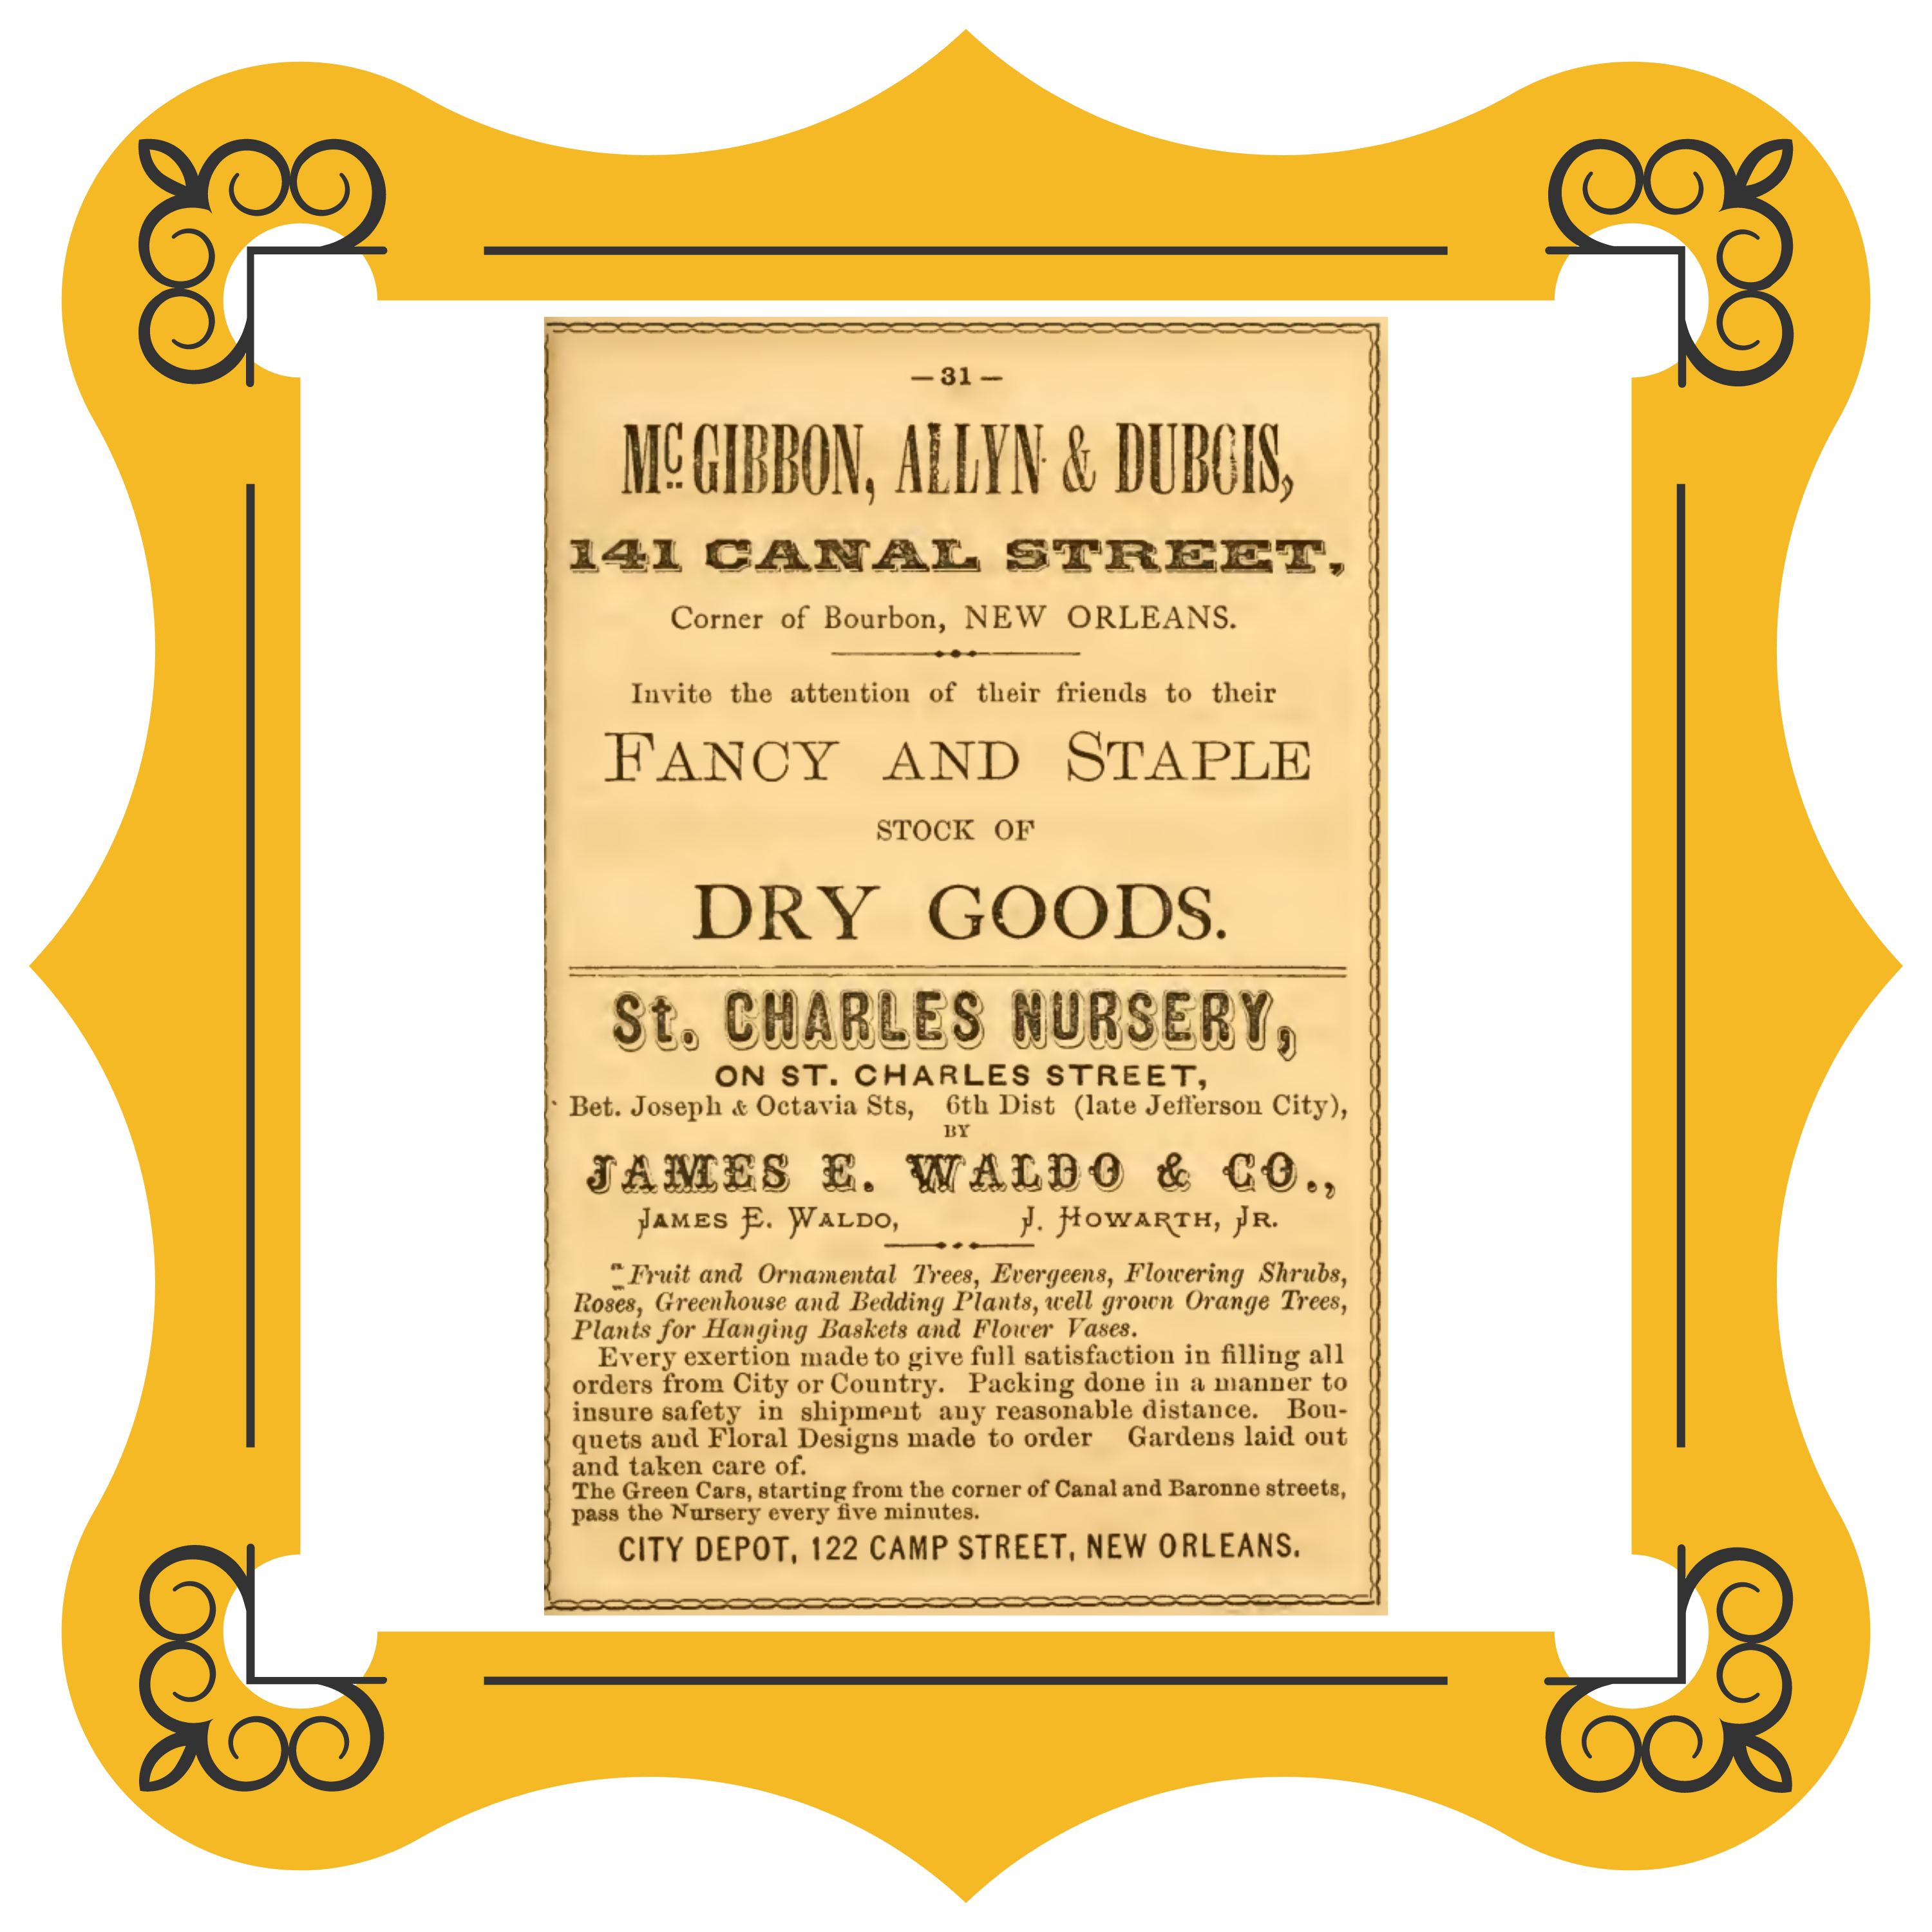 — 31 —
McGIBBON, ALLYN & DUBOIS,
141 CANAL STREET,
Corner of Bourbon, NEW ORLEANS.
Invite the attention of their friends to their
FANCY AND STAPLE
STOCK OF
DRY GOODS.
St. CHARLES NURSERY,
ON ST. CHARLES STREET,
Bet. Joseph & Octavia Sts, 6th Dist (late Jefferson City),
BY
JAMES E. WALDO & CO.,
JAMES E. WALDO, J. HOWARTH, JR.
Fruit and Ornamental Trees, Evergeens, Flowering Shrubs,
Roses, Greenhouse and Bedding Plants, well grown Orange Trees,
Plants for Hanging Baskets and Flower Vases.
Every exertion made to give full satisfaction in filling all
orders from City or Country. Packing done in a manner to
insure safety in shipment any reasonable distance. Bou-
quets and Floral Designs made to order Gardens laid out
and taken care of.
The Green Cars, starting from the corner of Canal and Baronne streets,
pass the Nursery every five minutes.
CITY DEPOT, 122 CAMP STREET, NEW ORLEANS.